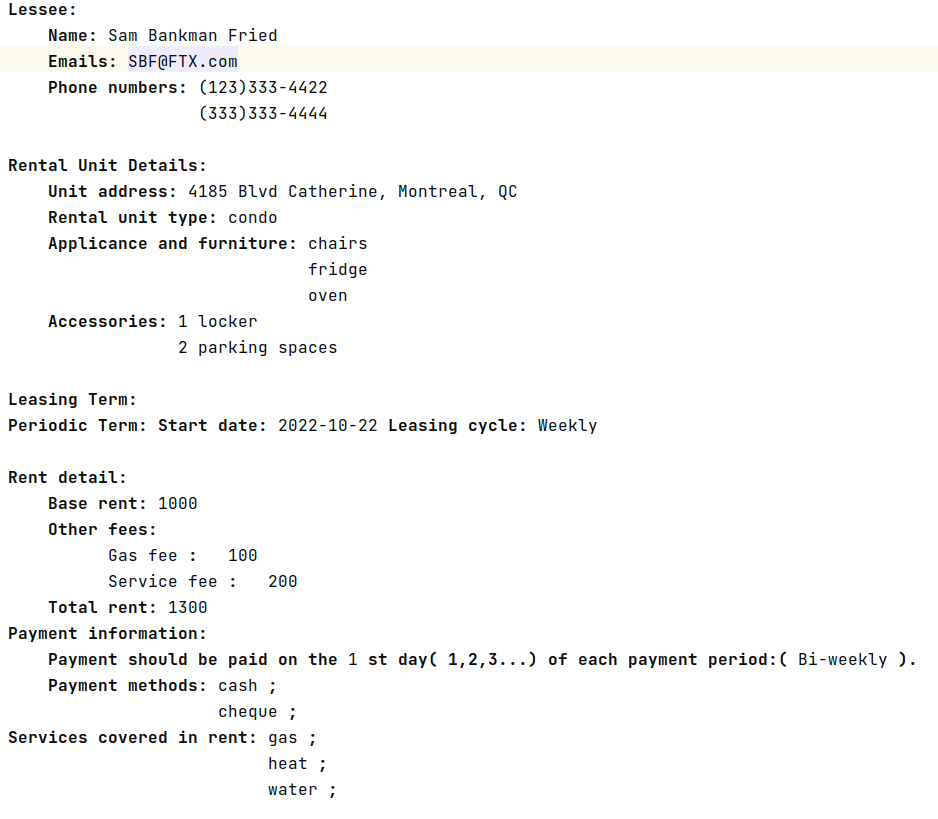 Lessee:
Name: Sam Bankman Fried
Emails: SBF@FTX.com
Phone numbers: (123)333-4422
(333)333-4444
Rental Unit Details:
Unit address: 4185 Blvd Catherine, Montreal, QC
Rental unit type: condo
Applicance and furniture: chairs
fridge
oven
Accessories: 1 locker
2 parking spaces
Leasing Term:
Periodic Term: Start date: 2022-10-22 Leasing cycle: Weekly
Rent detail:
Base rent: 1000
Other fees:
Gas fee :   100
Service fee :   200
Total rent: 1300
Payment information:
Payment should be paid on the 1 st day( 1,2,3...) of each payment period:( Bi-weekly ).
Payment methods: cash ;
cheque ;
Services covered in rent: gas ;
heat ;
water ;